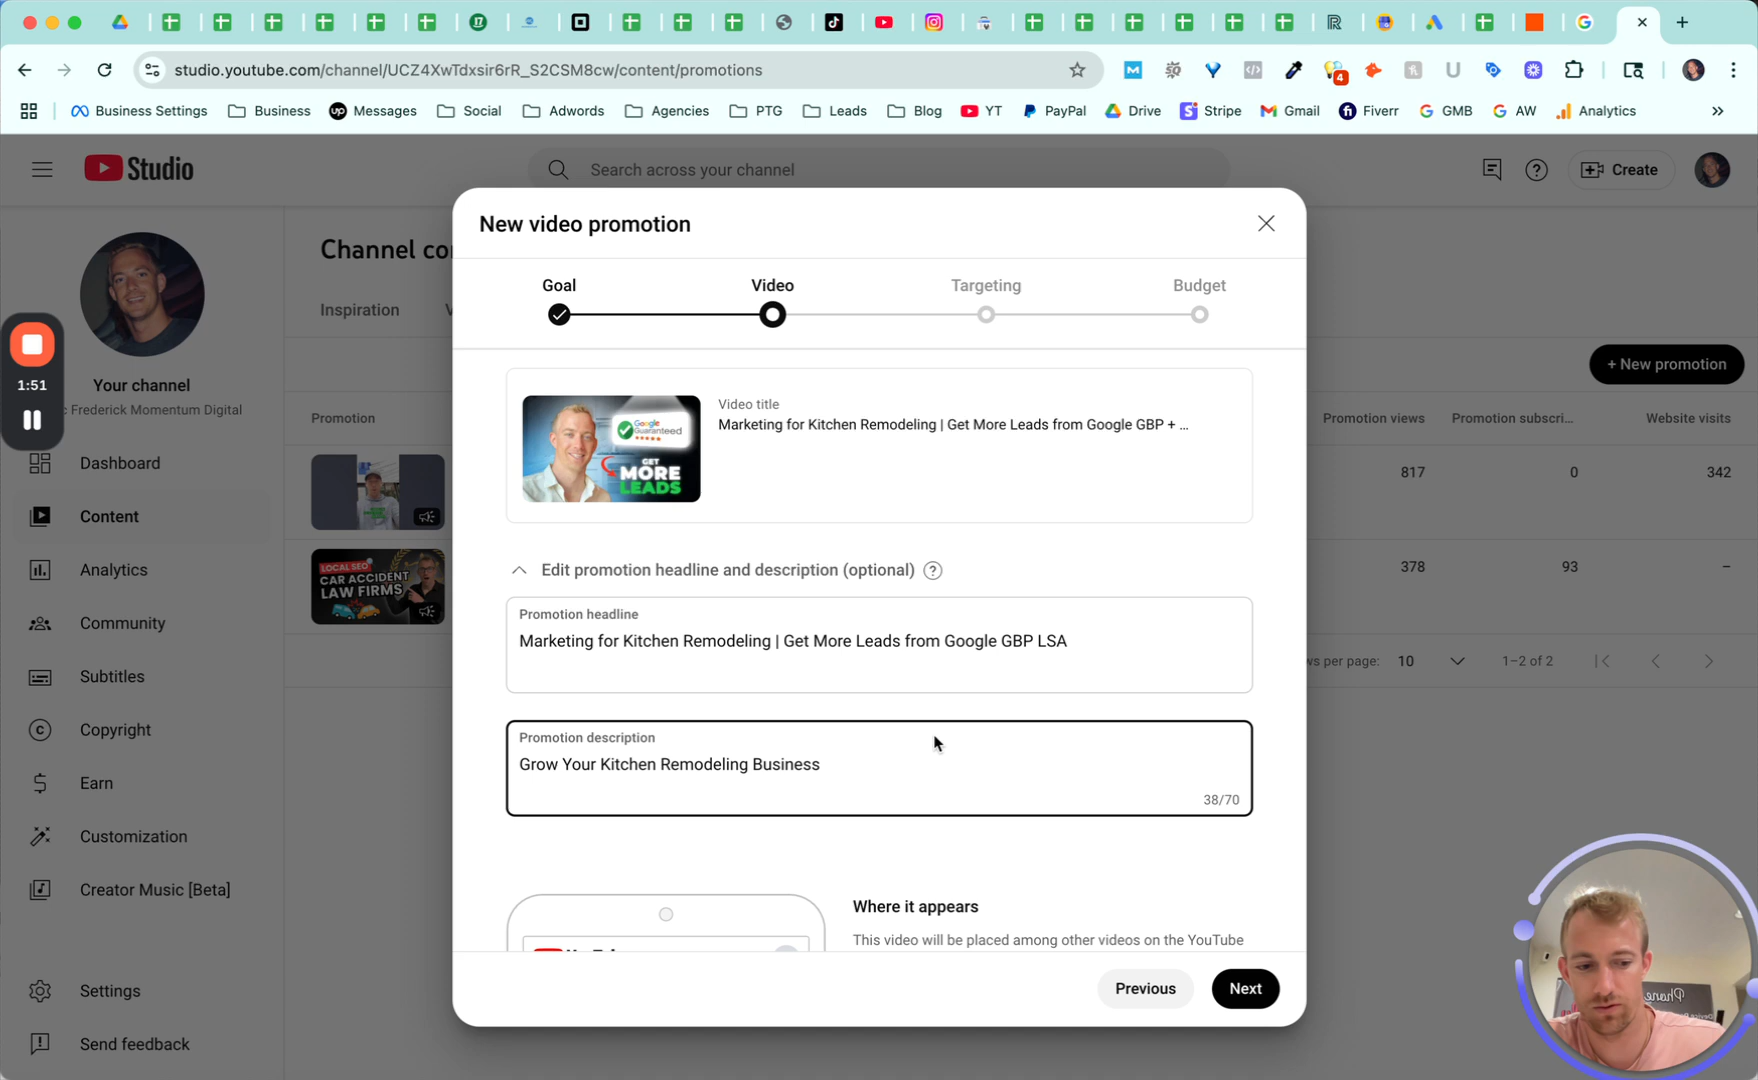 studio.youtube.com/channel/UCZ4XwTdxsir6rR_S2CSM8cw/content/promotions
4
Business Settings
Business
Messages
Social
Adwords
Agencies
PTG
Leads
Blog
YT
PayPal
Drive
Stripe
Gmail
Fiverr
GMB
AW
Analytics
Studio
Search across your channel
Create
New video promotion
Goal
Video
Targeting
Budget
Channel co
Inspiration
V
+ New promotion
1:51
Your channel
c Frederick Momentum Digital
Promotion
Promotion views
Promotion subscri...
Website visits
817
0
342
LOCAL SEO
CAR ACCIDENT
LAW FIRMS
378
93
–
ws per page:
10
1–2 of 2
Dashboard
Content
Analytics
Community
Subtitles
Copyright
Earn
Customization
Creator Music [Beta]
Settings
Send feedback
Google
Guaranteed
GET
MORE
LEADS
Video title
Marketing for Kitchen Remodeling | Get More Leads from Google GBP + ...
Edit promotion headline and description (optional)
Promotion headline
Marketing for Kitchen Remodeling | Get More Leads from Google GBP LSA
Promotion description
Grow Your Kitchen Remodeling Business
38/70
Where it appears
This video will be placed among other videos on the YouTube
Previous
Next